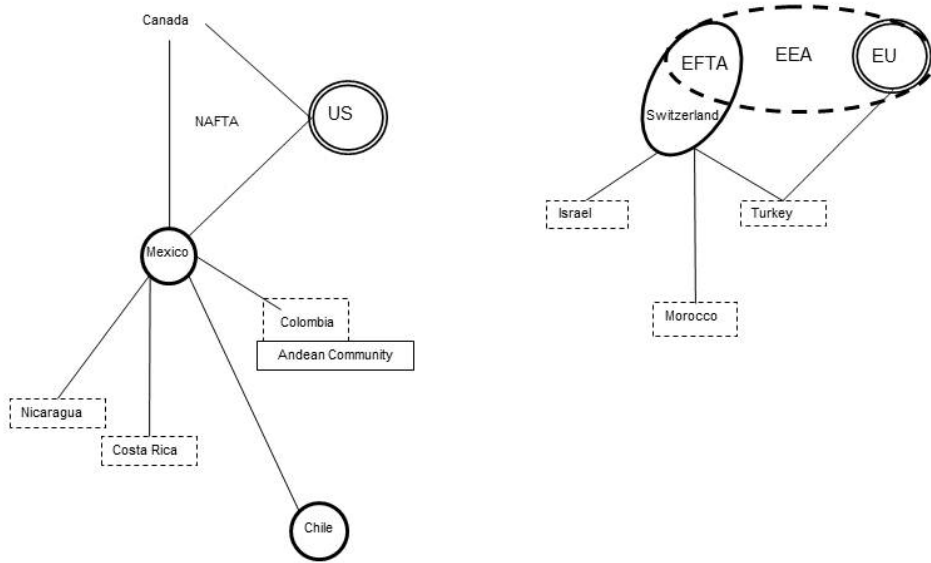 Canada
NAFTA
US
Mexico
Colombia
Andean Community
Nicaragua
Costa Rica
Chile
EFTA
EEA
EU
Switzerland
Israel
Turkey
Morocco